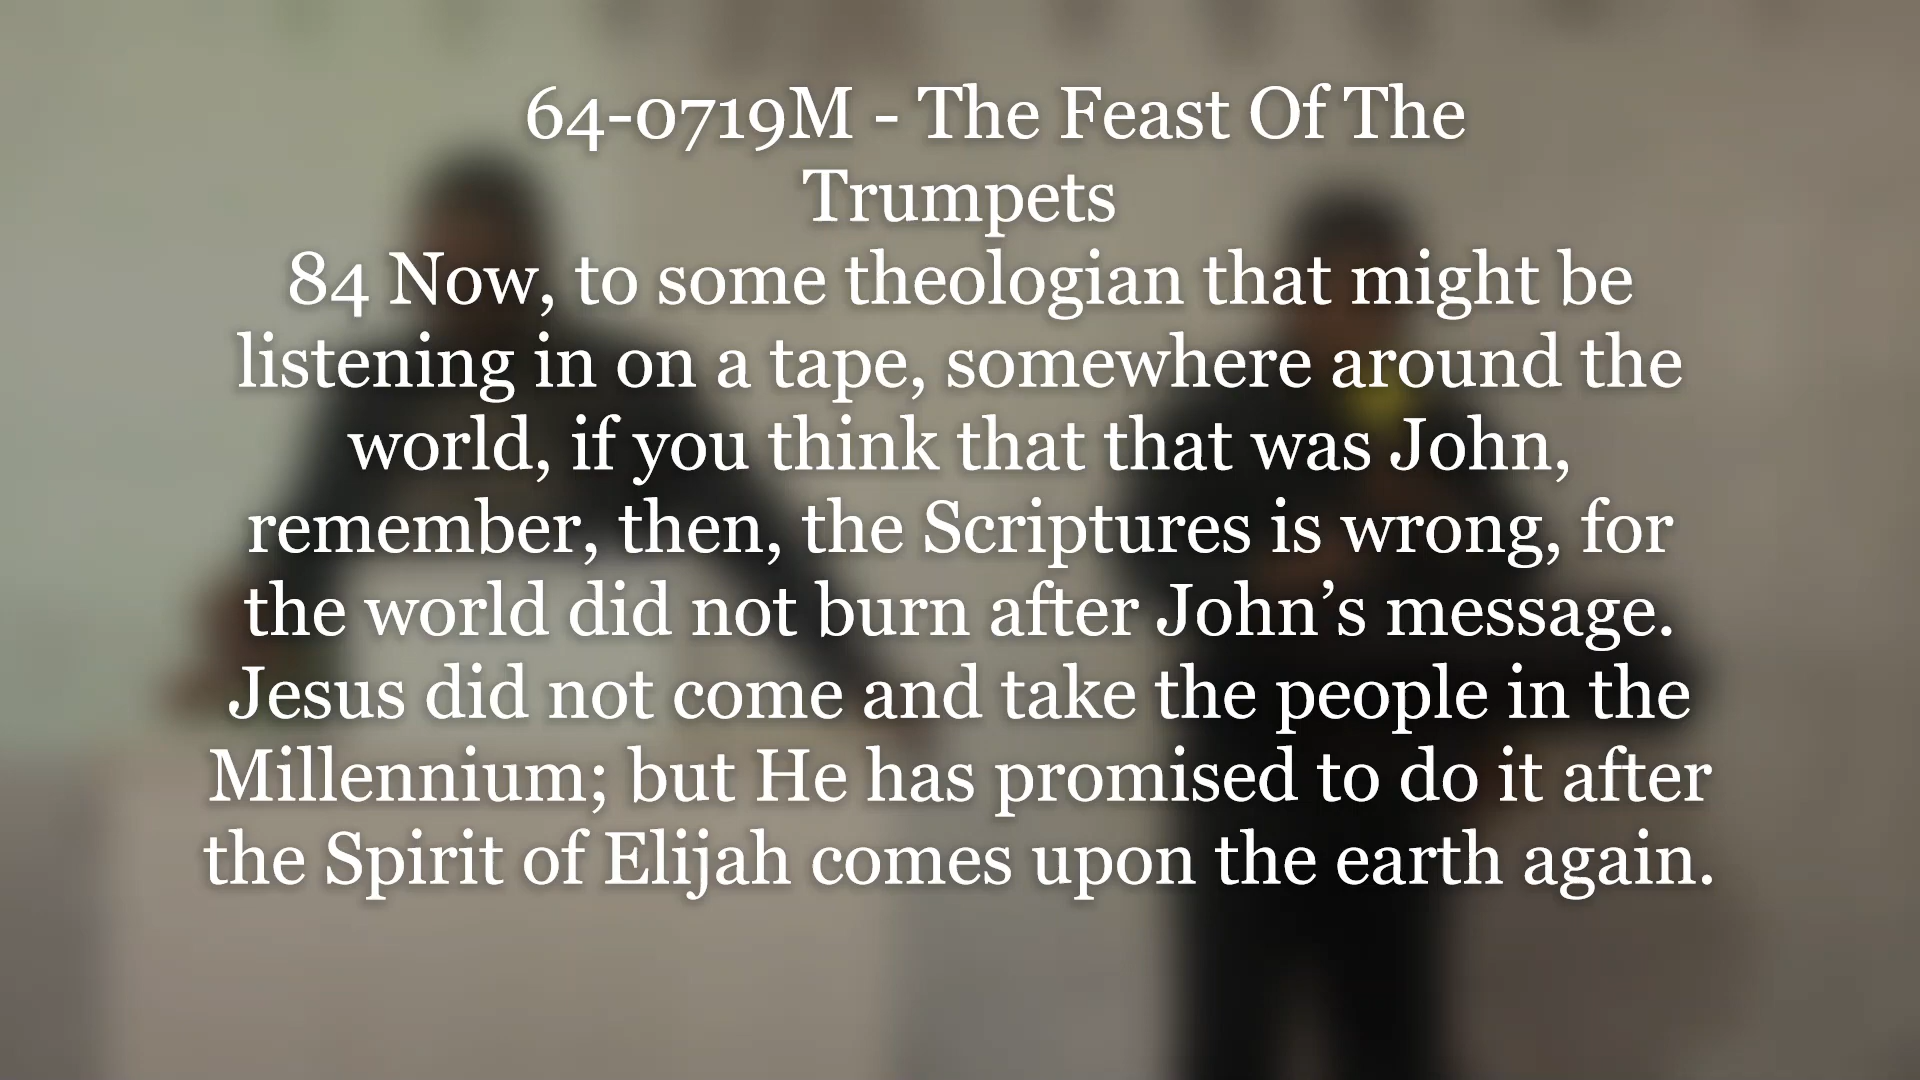 64-0719M - The Feast Of The
Trumpets
84 Now, to some theologian that might be
listening in on a tape, somewhere around the
world, if you think that that was John,
remember, then, the Scriptures is wrong, for
the world did not burn after John’s message.
Jesus did not come and take the people in the
Millennium; but He has promised to do it after
the Spirit of Elijah comes upon the earth again.